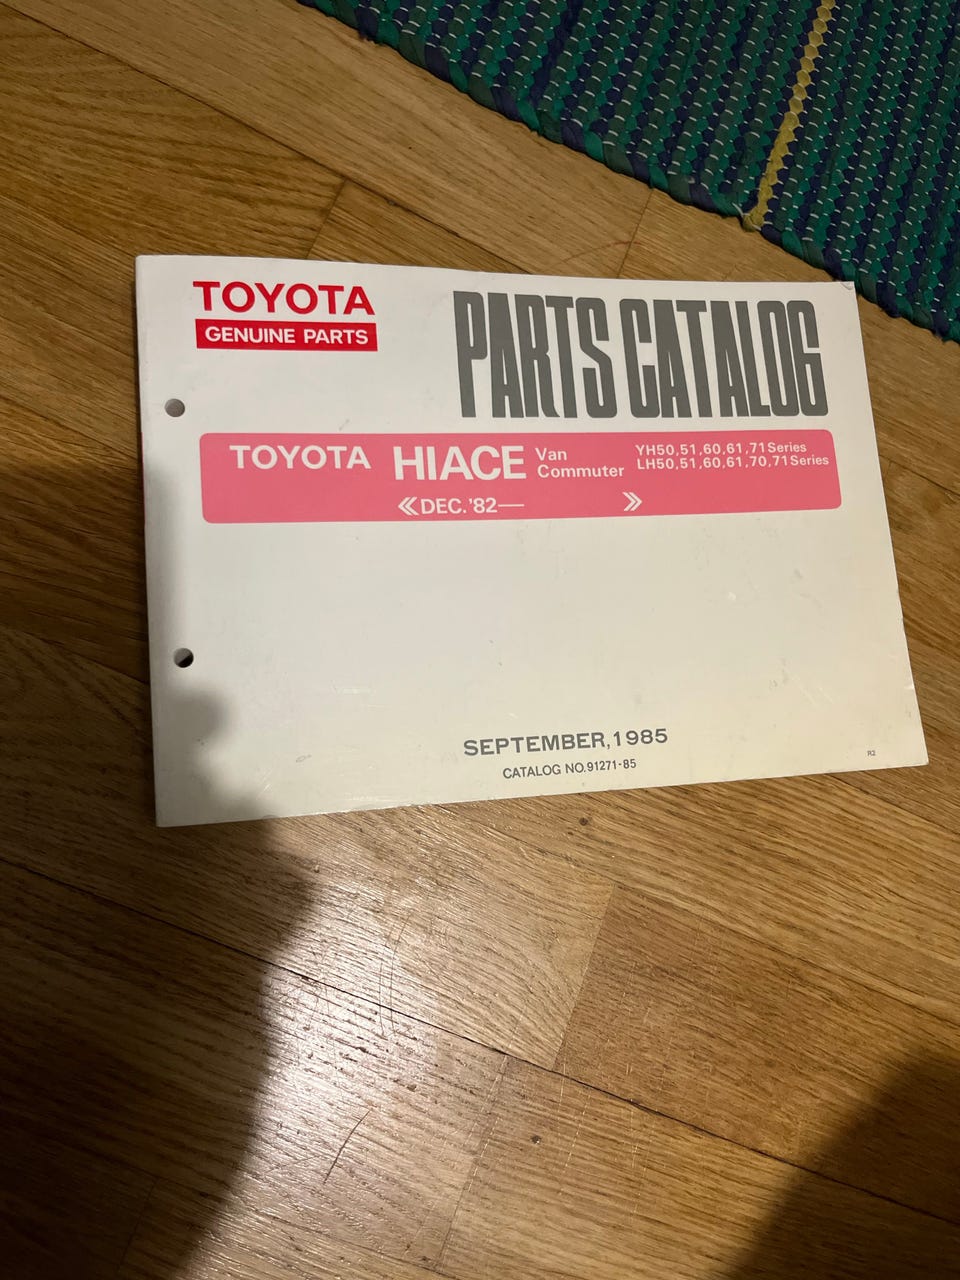 TOYOTA
GENUINE PARTS
PARTS CATALOG
TOYOTA HIACE Van Commuter
YH50,51,60,61,71 Series
LH50,51,60,61,70,71 Series
≪DEC.'82— ≫
SEPTEMBER,1985
CATALOG NO.91271-85
R2